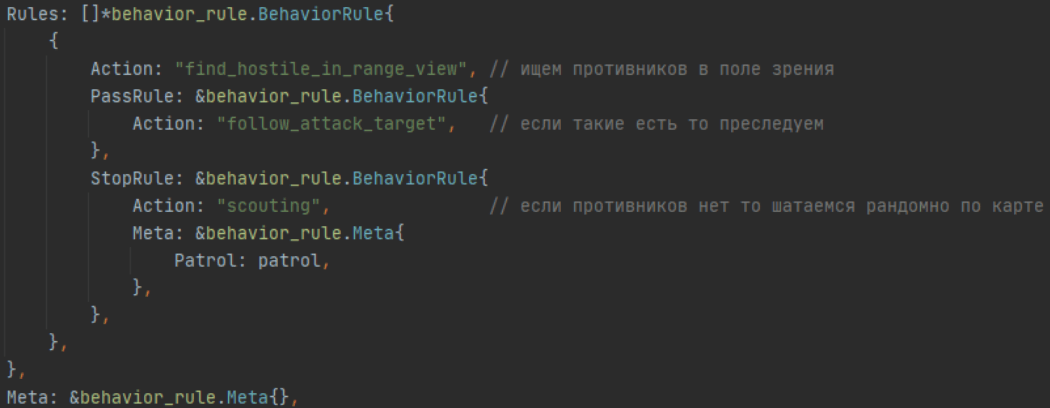 Rules: []*behavior_rule.BehaviorRule{
    {
        Action: "find_hostile_in_range_view", // ищем противников в поле зрения
        PassRule: &behavior_rule.BehaviorRule{
            Action: "follow_attack_target",   // если такие есть то преследуем
        },
        StopRule: &behavior_rule.BehaviorRule{
            Action: "scouting",               // если противников нет то шатаемся рандомно по карте
            Meta: &behavior_rule.Meta{
                Patrol: patrol,
            },
        },
    },
},
Meta: &behavior_rule.Meta{},